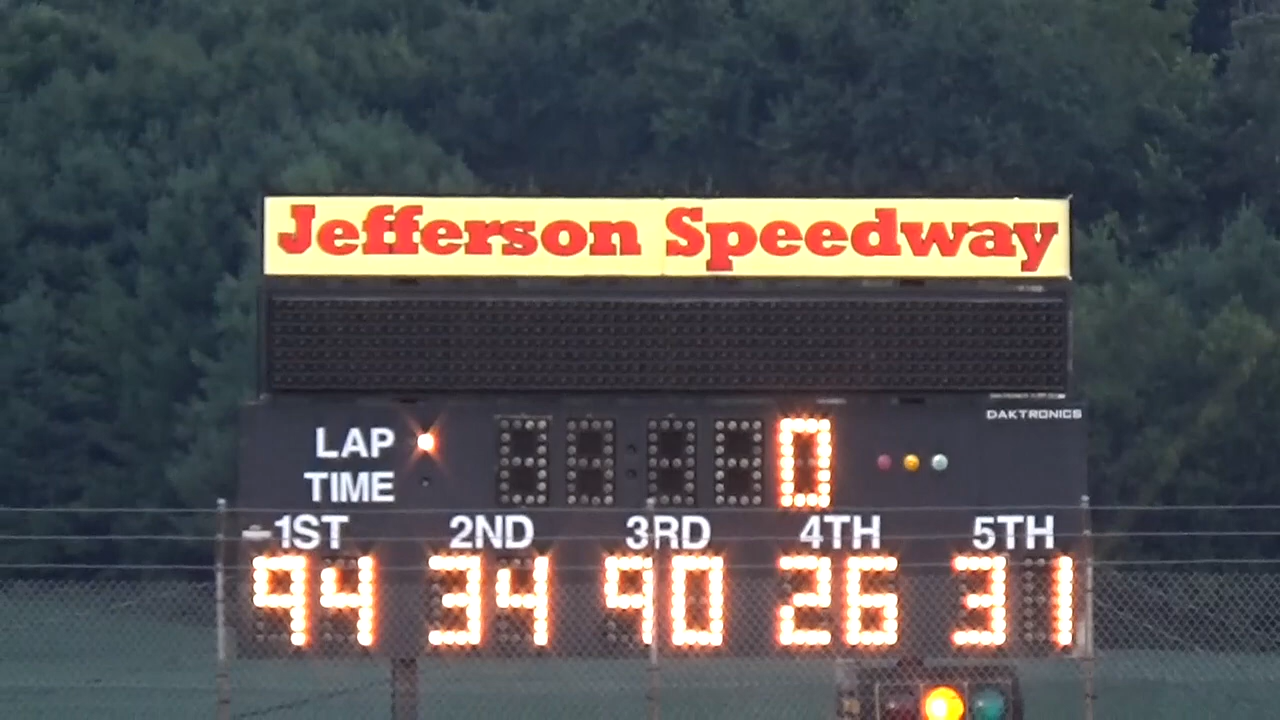 Jefferson Speedway
DAKTRONICS
LAP 0
TIME
1ST 2ND 3RD 4TH 5TH
94 34 90 26 31